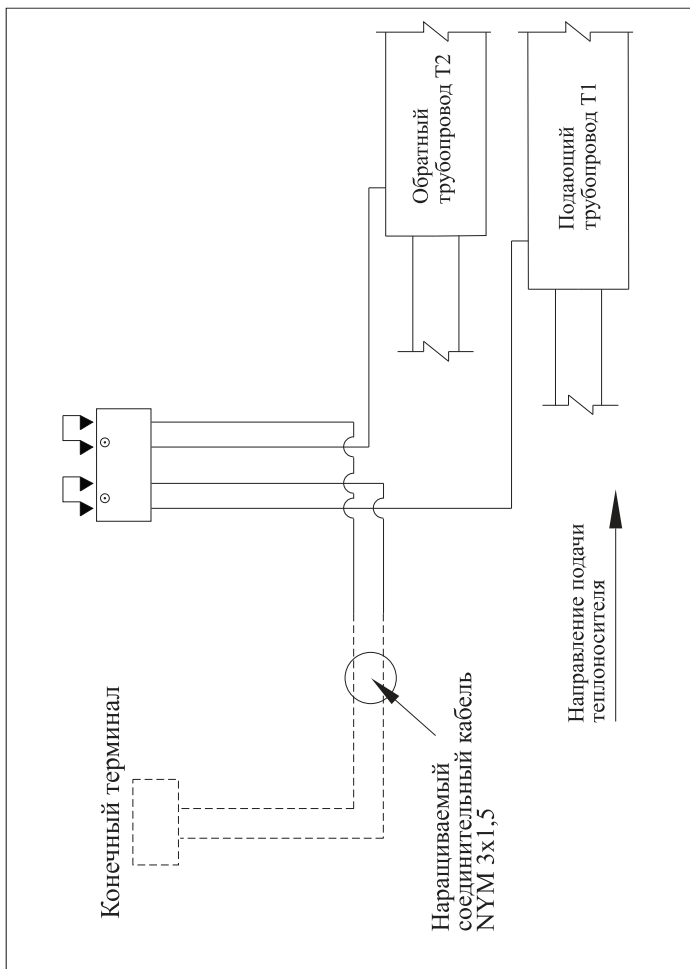 Конечный терминал
Наращиваемый
соединительный кабель
NYM 3x1,5
Направление подачи
теплоносителя
Обратный
трубопровод Т2
Подающий
трубопровод Т1